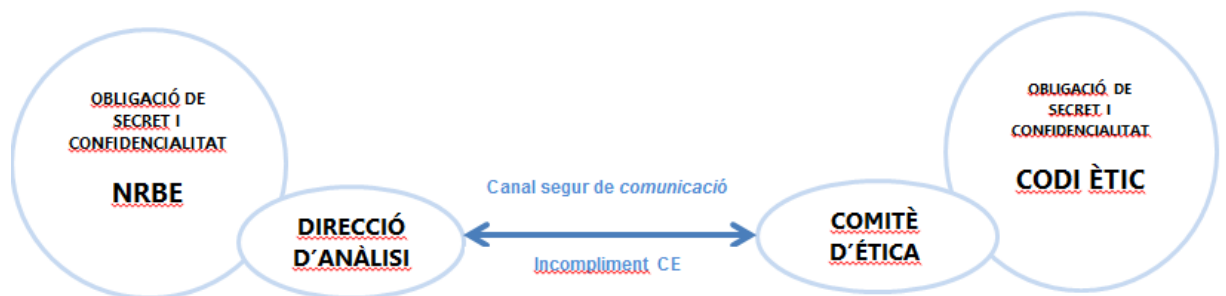 OBLIGACIÓ DE
SECRET I
CONFIDENCIALITAT
NRBE
DIRECCIÓ
D´ANÀLISI
Canal segur de comunicació
Incompliment CE
COMITÈ
D´ÉTICA
OBLIGACIÓ DE
SECRET I
CONFIDENCIALITAT
CODI ÈTIC